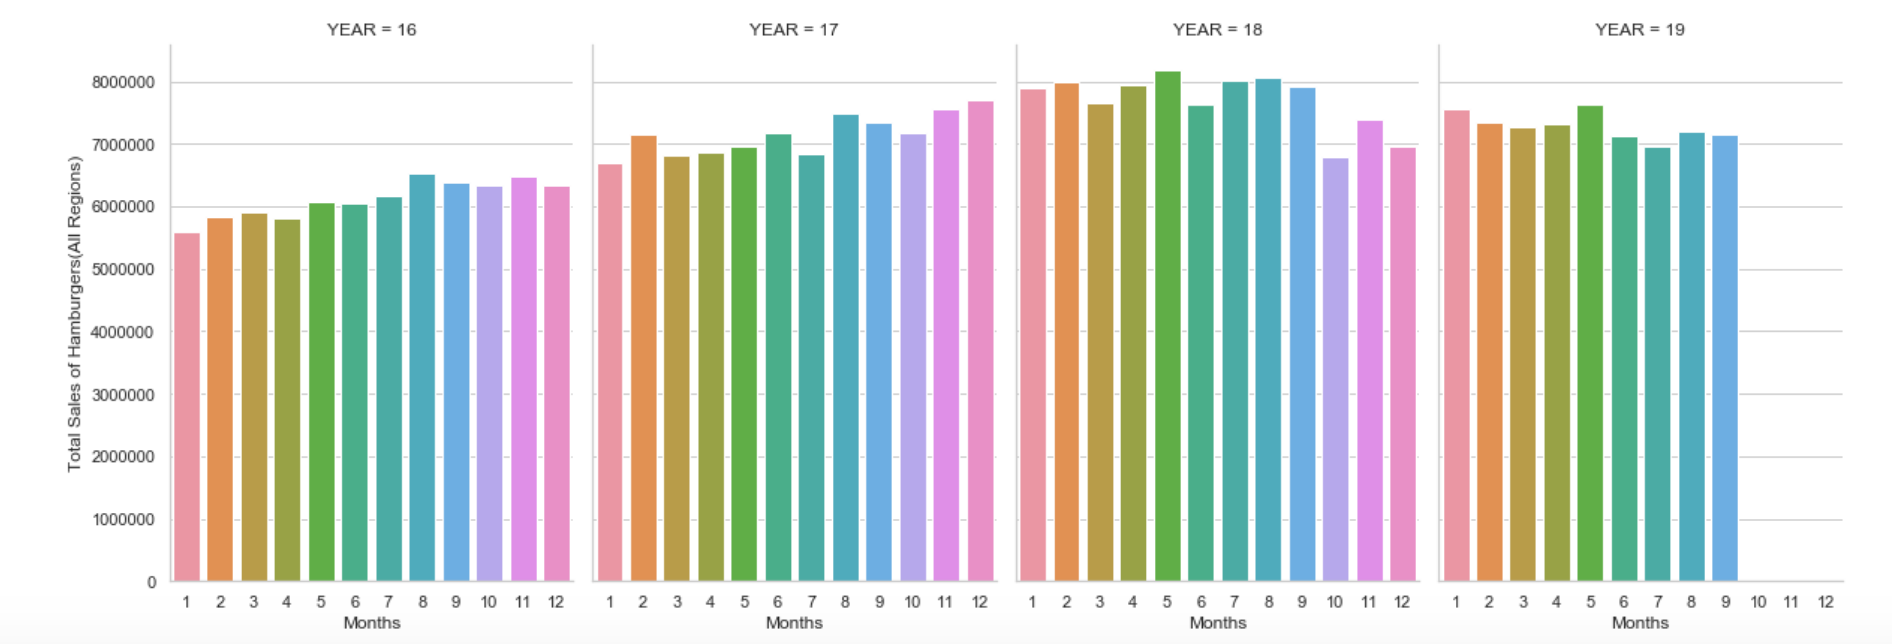 YEAR = 16 YEAR = 17 YEAR = 18 YEAR = 19
Total Sales of Hamburgers(All Regions)
8000000
7000000
6000000
5000000
4000000
3000000
2000000
1000000
0
1 2 3 4 5 6 7 8 9 10 11 12 1 2 3 4 5 6 7 8 9 10 11 12 1 2 3 4 5 6 7 8 9 10 11 12 1 2 3 4 5 6 7 8 9 10 11 12
Months Months Months Months